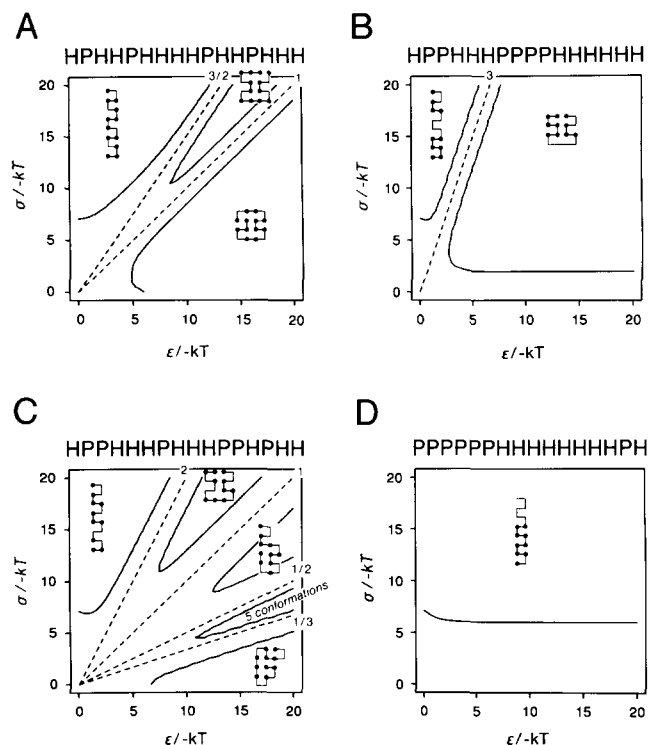 A
HPHHPHHHHPHHPHHH
3/2
1
σ/-kT
20
15
10
5
0
0 5 10 15 20
ε/-kT
B
HPPHHPPPPHHHHHHH
3
σ/-kT
20
15
10
5
0
0 5 10 15 20
ε/-kT
C
HPPHHHPHHHPPHPHH
2
1
1/2
5 conformations
1/3
σ/-kT
20
15
10
5
0
0 5 10 15 20
ε/-kT
D
PPPPPPHHHHHHHHPH
σ/-kT
20
15
10
5
0
0 5 10 15 20
ε/-kT